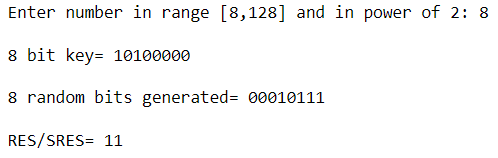 Enter number in range [8,128] and in power of 2: 8
8 bit key= 10100000
8 random bits generated= 00010111
RES/SRES= 11